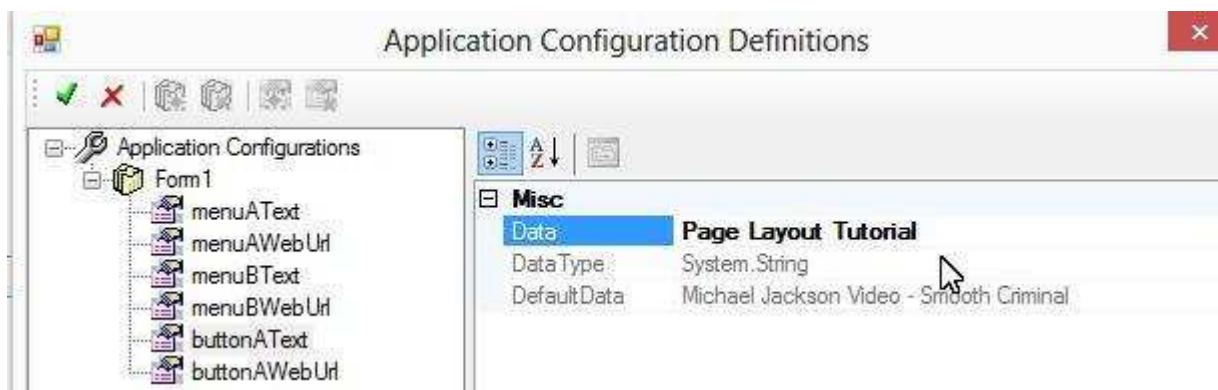 Application Configuration Definitions
Application Configurations
Form1
menuAText
menuAWebUrl
menuBText
menuBWebUrl
buttonAText
buttonAWebUrl
A
Z
Misc
Data Page Layout Tutorial
DataType System.String
DefaultData Michael Jackson Video - Smooth Criminal